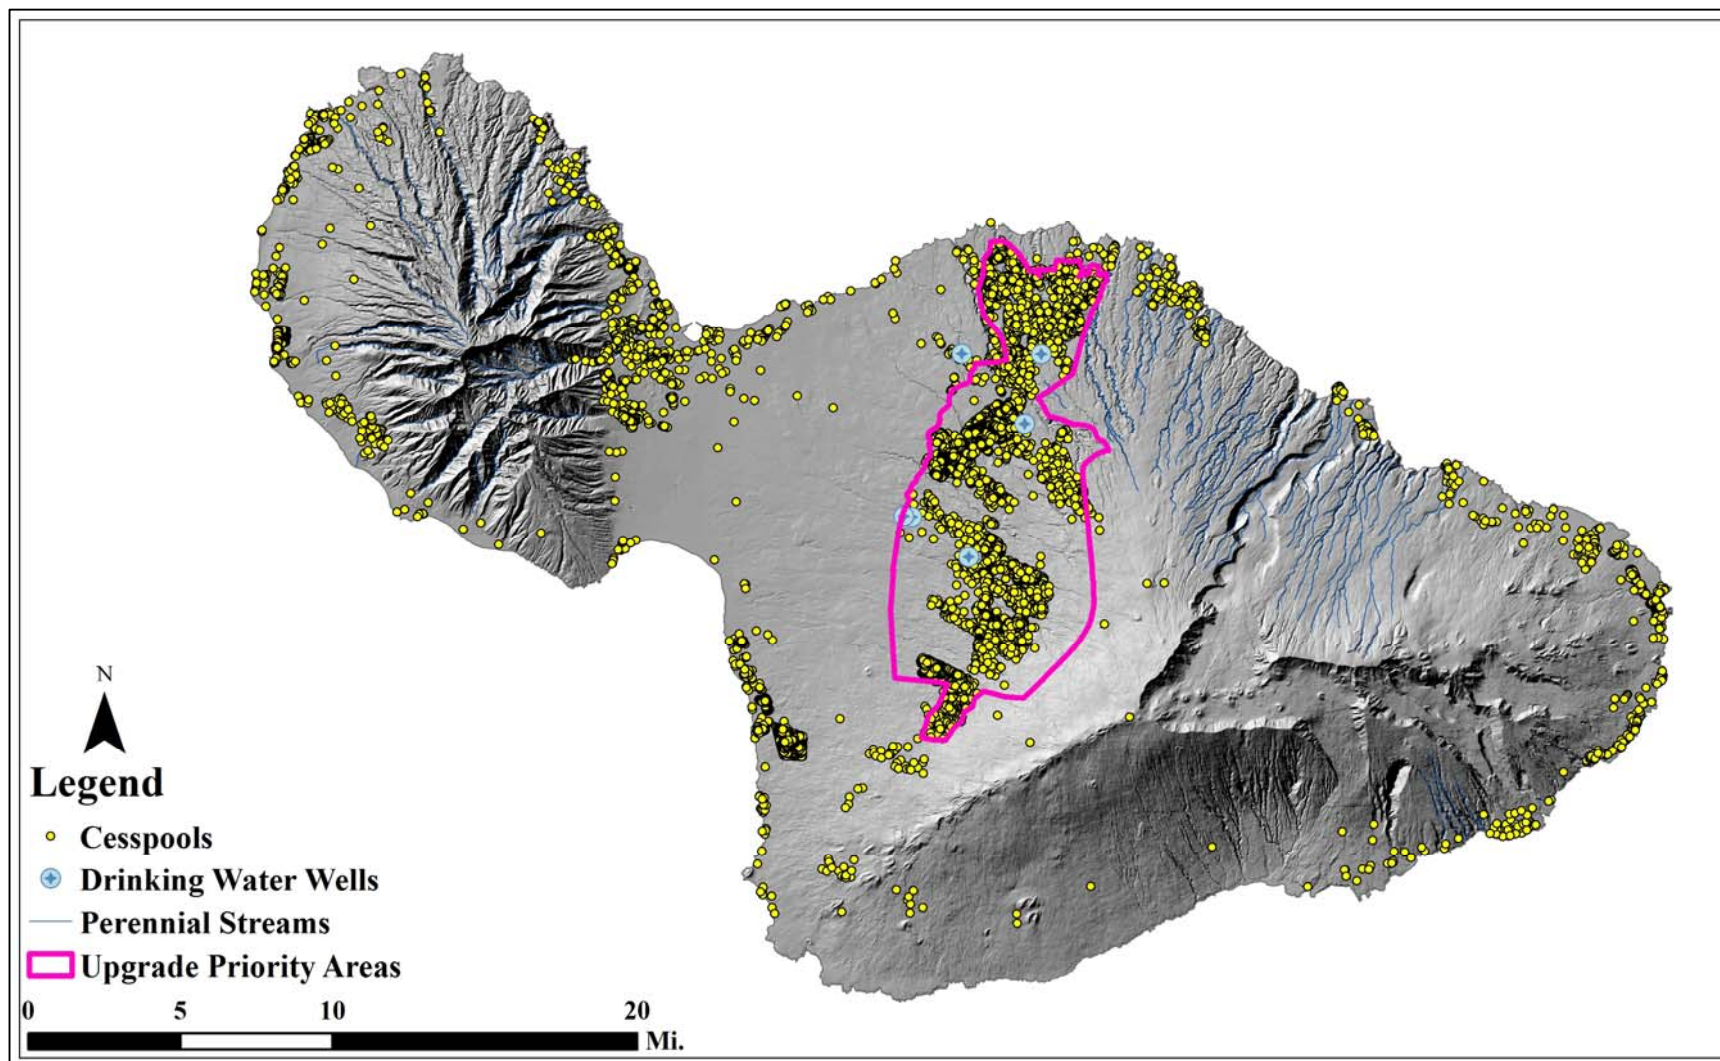 N
Legend
Cesspools
Drinking Water Wells
Perennial Streams
Upgrade Priority Areas
0 5 10 20
Mi.